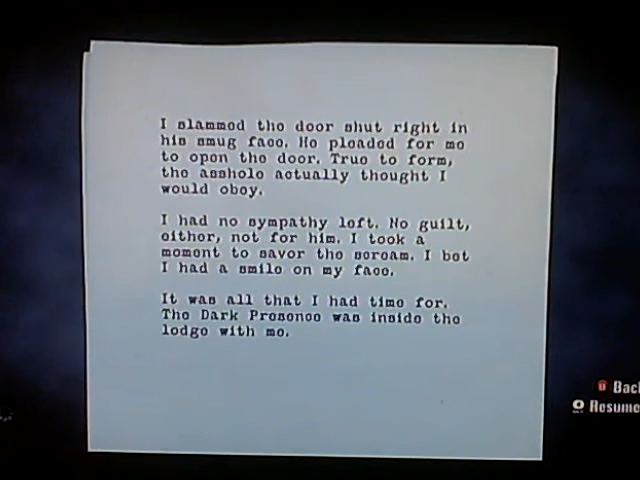 I slammed the door shut right in
his smug face. He pleaded for me
to open the door. True to form,
the asshole actually thought I
would obey.
I had no sympathy left. No guilt,
either, not for him. I took a
moment to savor the scream. I bet
I had a smile on my face.
It was all that I had time for.
The Dark Presence was inside the
lodge with me.
Back
Resume